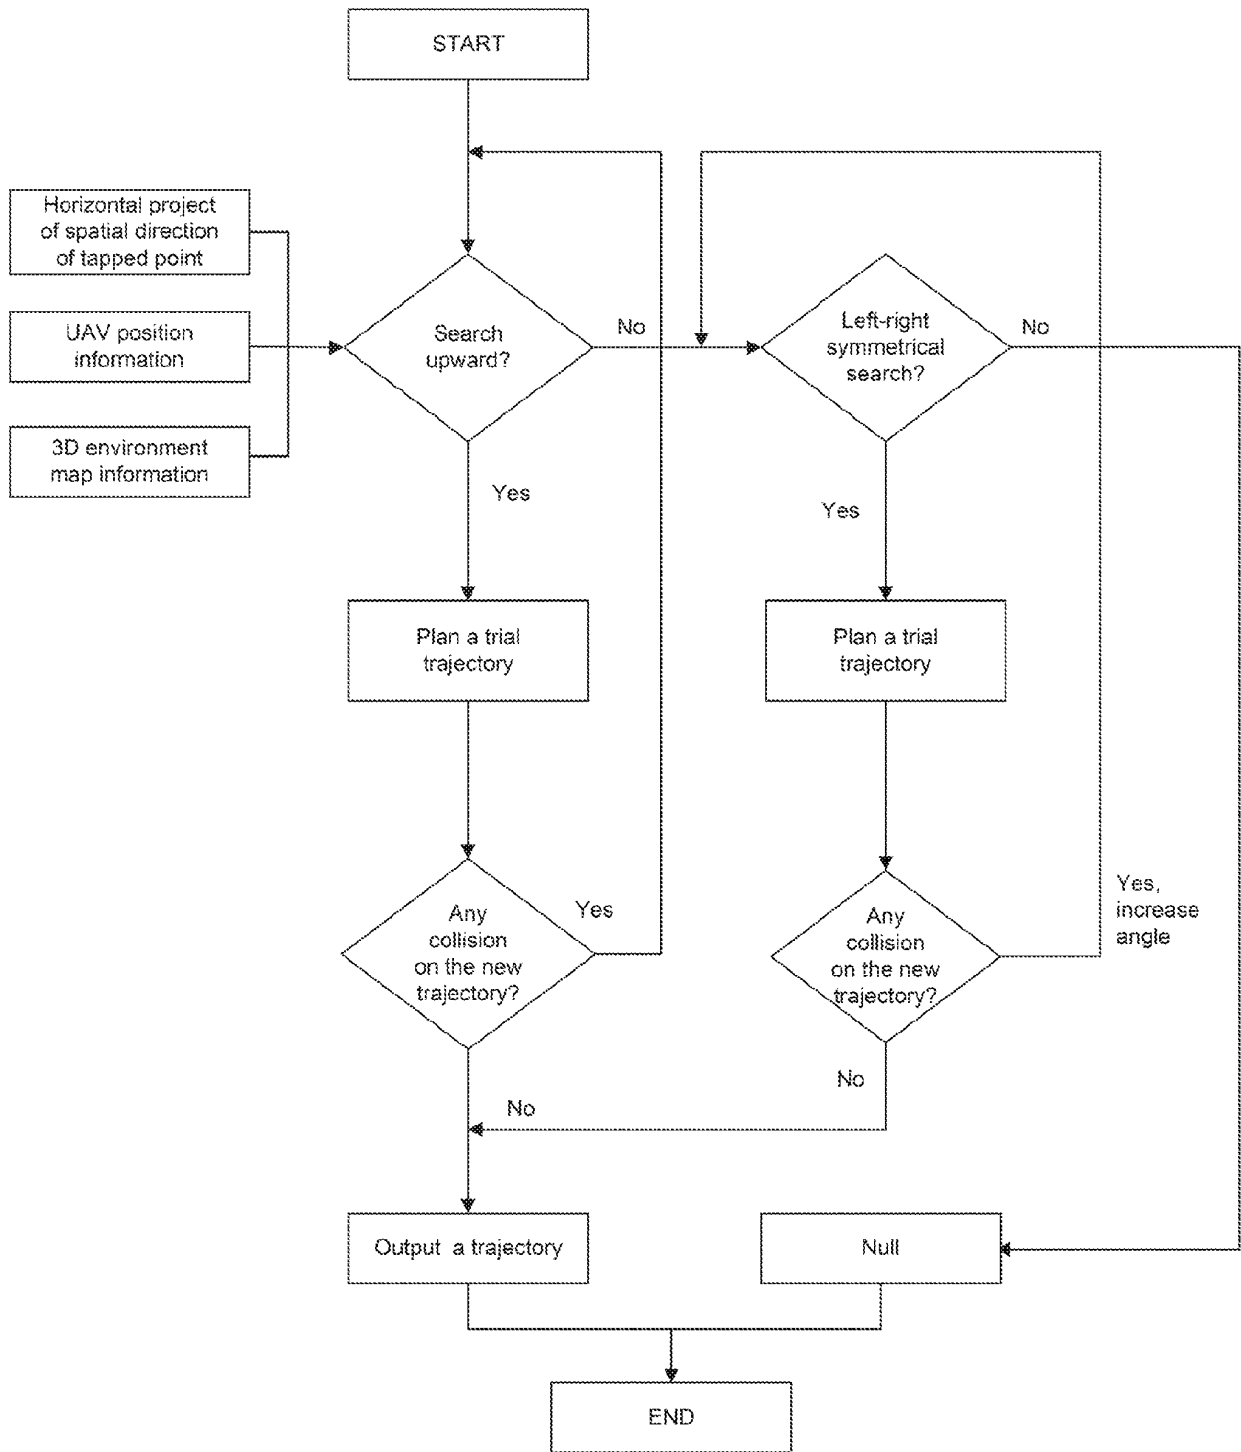 START
Horizontal project
of spatial direction
of tapped point
UAV position
information
3D environment
map information
Search
upward?
No
Left-right
symmetrical
search?
No
Yes
Yes
Plan a trial
trajectory
Plan a trial
trajectory
Any
collision
on the new
trajectory?
Yes
Any
collision
on the new
trajectory?
Yes,
increase
angle
No
No
Output a trajectory
Null
END